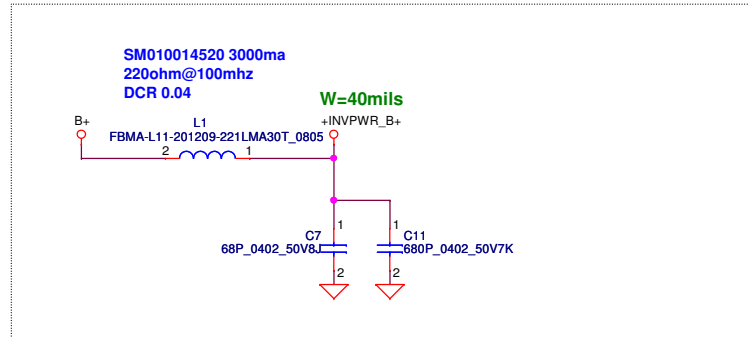 SM010014520 3000ma
220ohm@100mhz
DCR 0.04
W=40mils
B+
L1
+INVPWR_B+
FBMA-L11-201209-221LMA30T_0805
2
1
1
1
C7
C11
68P_0402_50V8J
680P_0402_50V7K
2
2